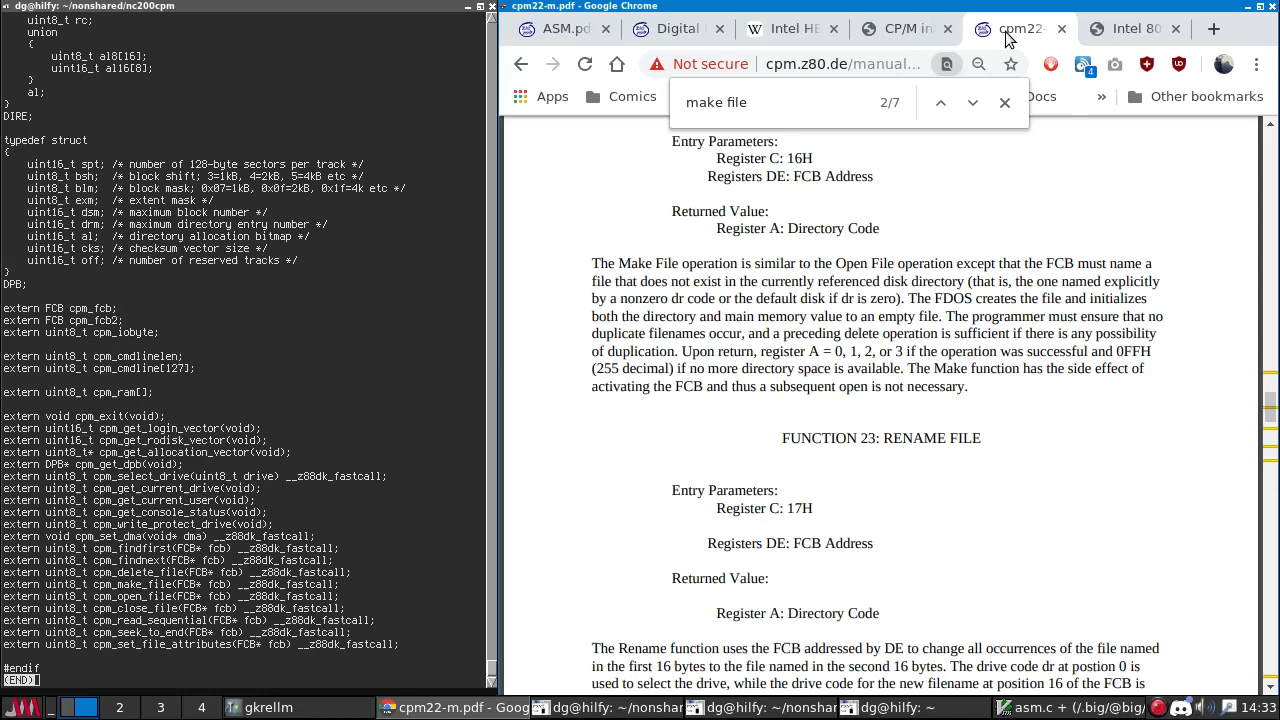 dg@hilfy:~/nonshared/nc200cpm
uint8_t rc;
union
{
uint8_t al8[16];
uint16_t al16[8];
}
al;
}
DIRE;
typedef struct
{
uint16_t spt; /* number of 128-byte sectors per track */
uint8_t bsh; /* block shift; 3=1kB, 4=2kB, 5=4kB etc */
uint8_t blm; /* block mask; 0x07=1kB, 0x0f=2kB, 0x1f=4k etc */
uint8_t exm; /* extent mask */
uint16_t dsm; /* maximum block number */
uint16_t drm; /* maximum directory entry number */
uint16_t al; /* directory allocation bitmap */
uint16_t cks; /* checksum vector size */
uint16_t off; /* number of reserved tracks */
}
DPB;
extern FCB cpm_fcb;
extern FCB cpm_fcb2;
extern uint8_t cpm_iobyte;
extern uint8_t cpm_cmdlinelen;
extern uint8_t cpm_cmdline[127];
extern uint8_t cpm_ram[];
extern void cpm_exit(void);
extern uint16_t cpm_get_login_vector(void);
extern uint16_t cpm_get_rodisk_vector(void);
extern uint8_t* cpm_get_allocation_vector(void);
extern DPB* cpm_get_dpb(void);
extern uint8_t cpm_select_drive(uint8_t drive) __z88dk_fastcall;
extern uint8_t cpm_get_current_drive(void);
extern uint8_t cpm_get_current_user(void);
extern uint8_t cpm_get_console_status(void);
extern uint8_t cpm_write_protect_drive(void);
extern void cpm_set_dma(void* dma) __z88dk_fastcall;
extern uint8_t cpm_findfirst(FCB* fcb) __z88dk_fastcall;
extern uint8_t cpm_findnext(FCB* fcb) __z88dk_fastcall;
extern uint8_t cpm_delete_file(FCB* fcb) __z88dk_fastcall;
extern uint8_t cpm_make_file(FCB* fcb) __z88dk_fastcall;
extern uint8_t cpm_open_file(FCB* fcb) __z88dk_fastcall;
extern uint8_t cpm_close_file(FCB* fcb) __z88dk_fastcall;
extern uint8_t cpm_read_sequential(FCB* fcb) __z88dk_fastcall;
extern uint8_t cpm_seek_to_end(FCB* fcb) __z88dk_fastcall;
extern uint8_t cpm_set_file_attributes(FCB* fcb) __z88dk_fastcall;
#endif
(END)
cpm22-m.pdf - Google Chrome
ASM.pd Digital Intel HE CP/M in cpm22- Intel 80
Not secure cpm.z80.de/manual... 4
Apps Comics Docs » Other bookmarks
make file 2/7
Entry Parameters:
Register C: 16H
Registers DE: FCB Address
Returned Value:
Register A: Directory Code
The Make File operation is similar to the Open File operation except that the FCB must name a
file that does not exist in the currently referenced disk directory (that is, the one named explicitly
by a nonzero dr code or the default disk if dr is zero). The FDOS creates the file and initializes
both the directory and main memory value to an empty file. The programmer must ensure that no
duplicate filenames occur, and a preceding delete operation is sufficient if there is any possibility
of duplication. Upon return, register A = 0, 1, 2, or 3 if the operation was successful and 0FFH
(255 decimal) if no more directory space is available. The Make function has the side effect of
activating the FCB and thus a subsequent open is not necessary.
FUNCTION 23: RENAME FILE
Entry Parameters:
Register C: 17H
Registers DE: FCB Address
Returned Value:
Register A: Directory Code
The Rename function uses the FCB addressed by DE to change all occurrences of the file named
in the first 16 bytes to the file named in the second 16 bytes. The drive code dr at postion 0 is
used to select the drive, while the drive code for the new filename at position 16 of the FCB is
2 3 4 gkrellm cpm22-m.pdf - Goog dg@hilfy:~/nonshar dg@hilfy:~/nonshar dg@hilfy: ~ asm.c + (/.big/@/big/ 14:33